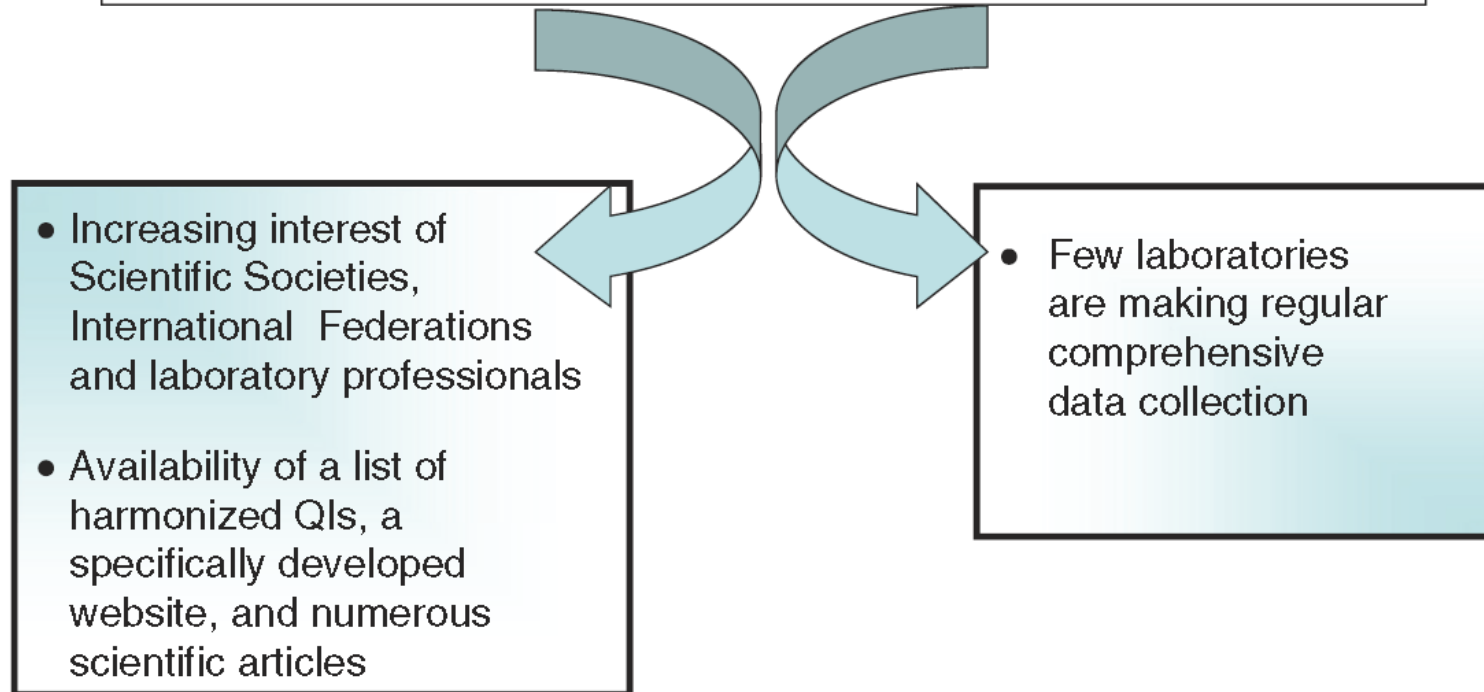 • Increasing interest of
Scientific Societies,
International Federations
and laboratory professionals
• Availability of a list of
harmonized QIs, a
specifically developed
website, and numerous
scientific articles
• Few laboratories
are making regular
comprehensive
data collection